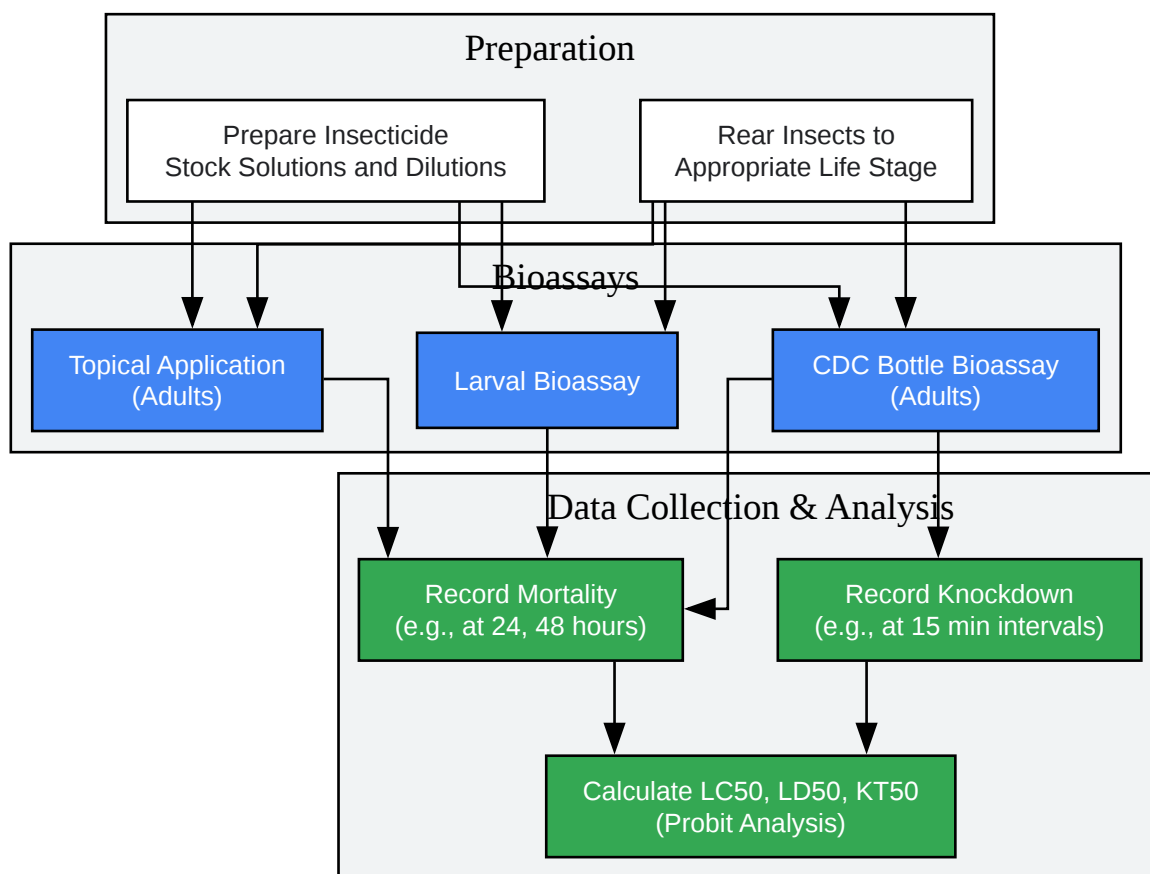 Preparation
Prepare Insecticide
Stock Solutions and Dilutions
Rear Insects to
Appropriate Life Stage
Bioassays
Topical Application
(Adults)
Larval Bioassay
CDC Bottle Bioassay
(Adults)
Data Collection & Analysis
Record Mortality
(e.g., at 24, 48 hours)
Record Knockdown
(e.g., at 15 min intervals)
Calculate LC50, LD50, KT50
(Probit Analysis)